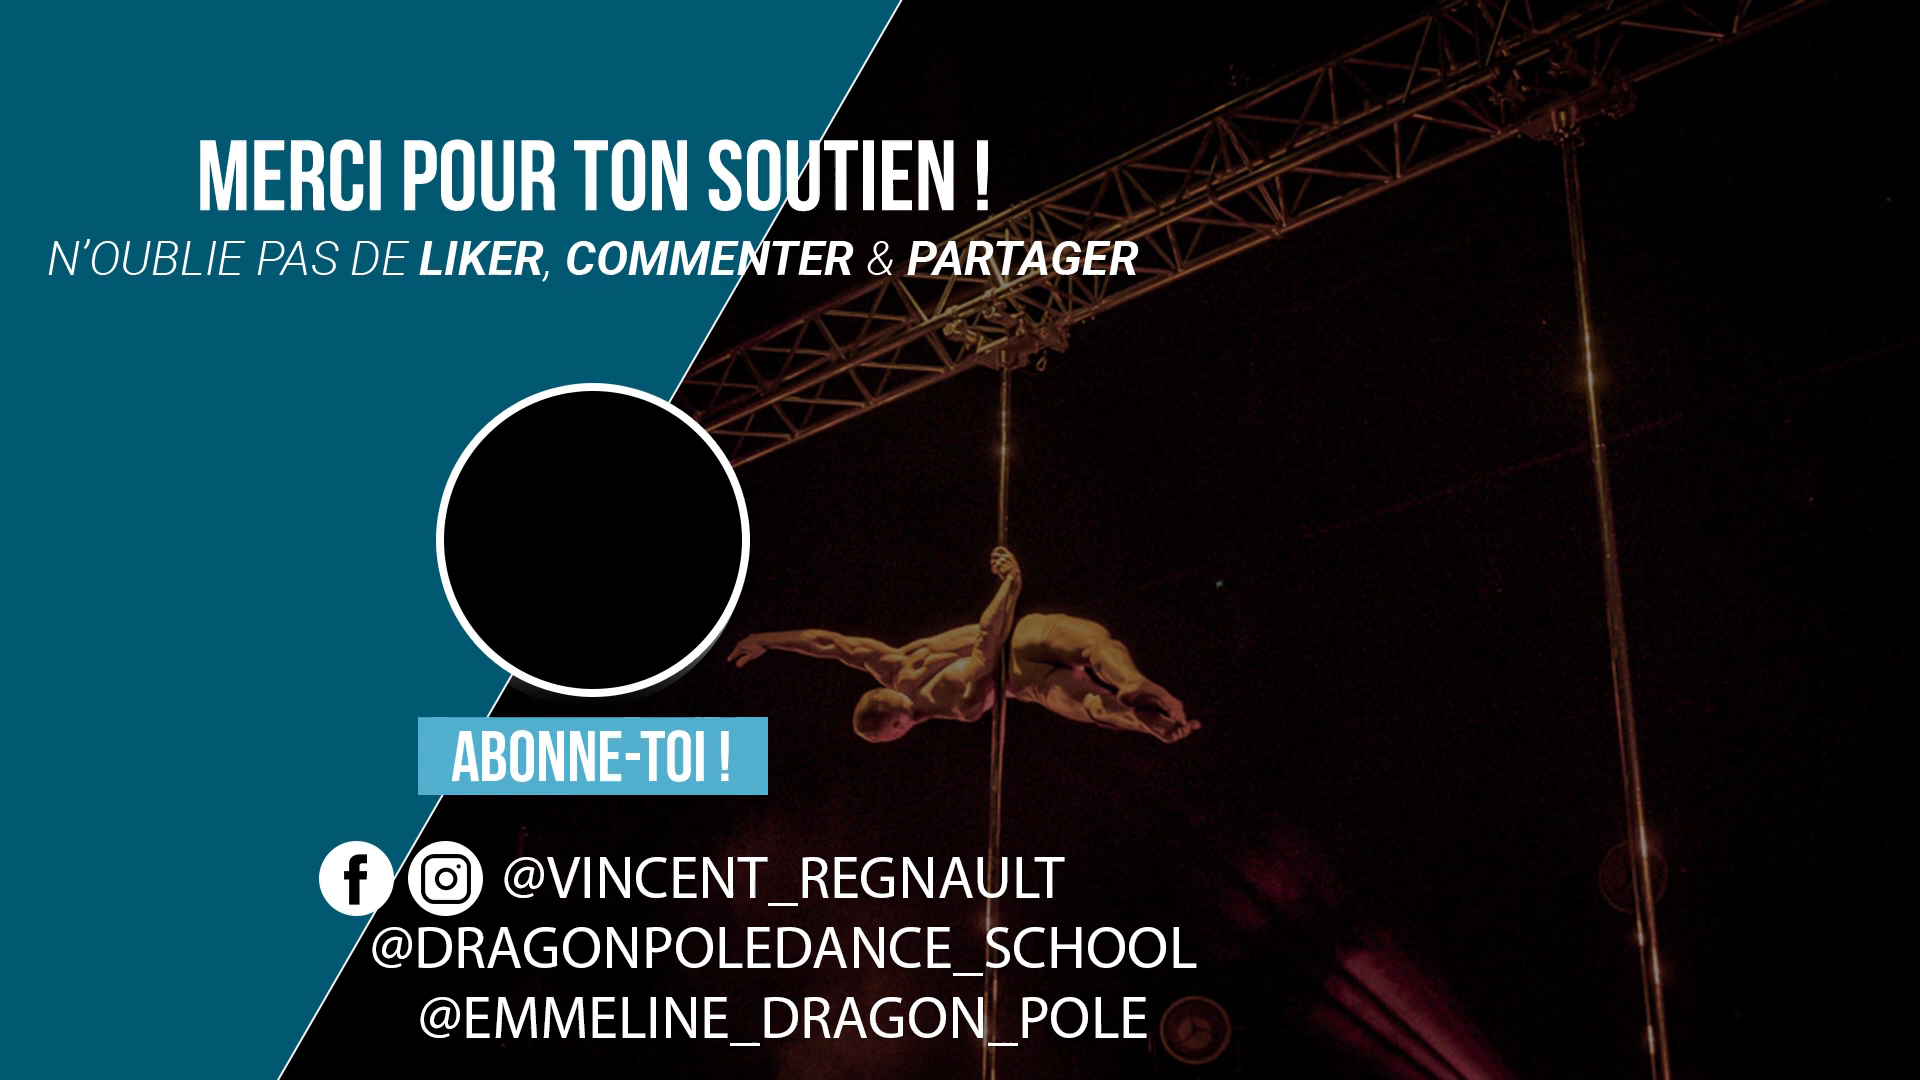 MERCI POUR TON SOUTIEN !
N’OUBLIE PAS DE LIKER, COMMENTER & PARTAGER
ABONNE-TOI !
@VINCENT_REGNAULT
@DRAGONPOLEDANCE_SCHOOL
@EMMELINE_DRAGON_POLE